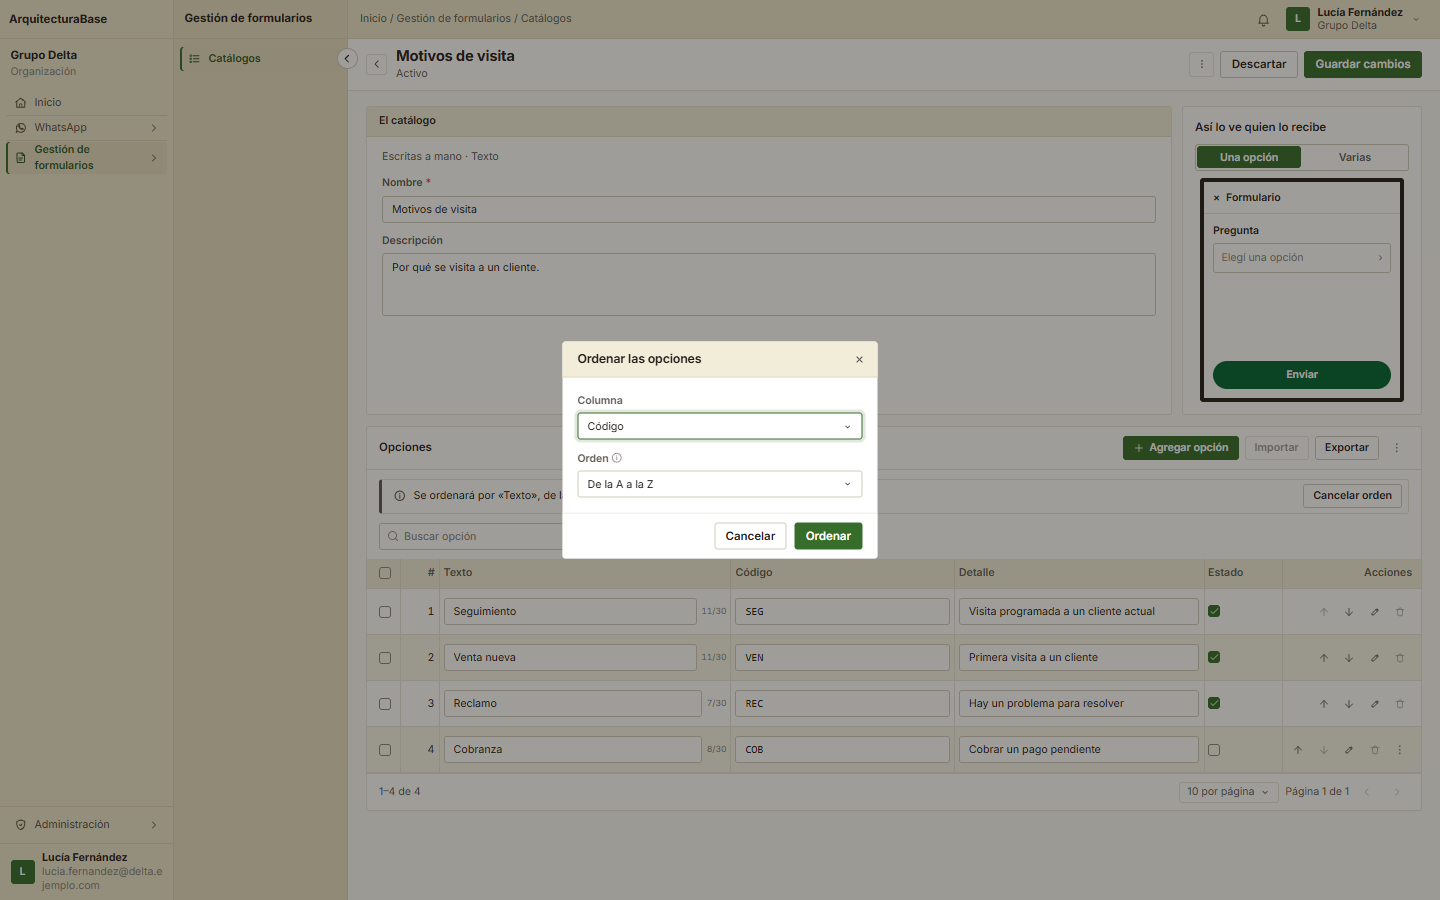 ArquitecturaBase
Gestión de formularios
Inicio / Gestión de formularios / Catálogos
L
Lucía Fernández
Grupo Delta
Grupo Delta
Organización
Catálogos
Inicio
WhatsApp
Gestión de
formularios
Motivos de visita
Activo
Descartar
Guardar cambios
El catálogo
Escritas a mano · Texto
Nombre *
Motivos de visita
Descripción
Por qué se visita a un cliente.
Así lo ve quien lo recibe
Una opción
Varias
× Formulario
Pregunta
Elegí una opción
Enviar
Ordenar las opciones
Columna
Código
Orden
De la A a la Z
Cancelar
Ordenar
Opciones
+ Agregar opción
Importar
Exportar
Se ordenará por «Texto», de l
Cancelar orden
Buscar opción
# Texto Código Detalle Estado Acciones
1 Seguimiento 11/30 SEG Visita programada a un cliente actual
2 Venta nueva 11/30 VEN Primera visita a un cliente
3 Reclamo 7/30 REC Hay un problema para resolver
4 Cobranza 8/30 COB Cobrar un pago pendiente
1–4 de 4
10 por página
Página 1 de 1
Administración
L
Lucía Fernández
lucia.fernandez@delta.e
jemplo.com